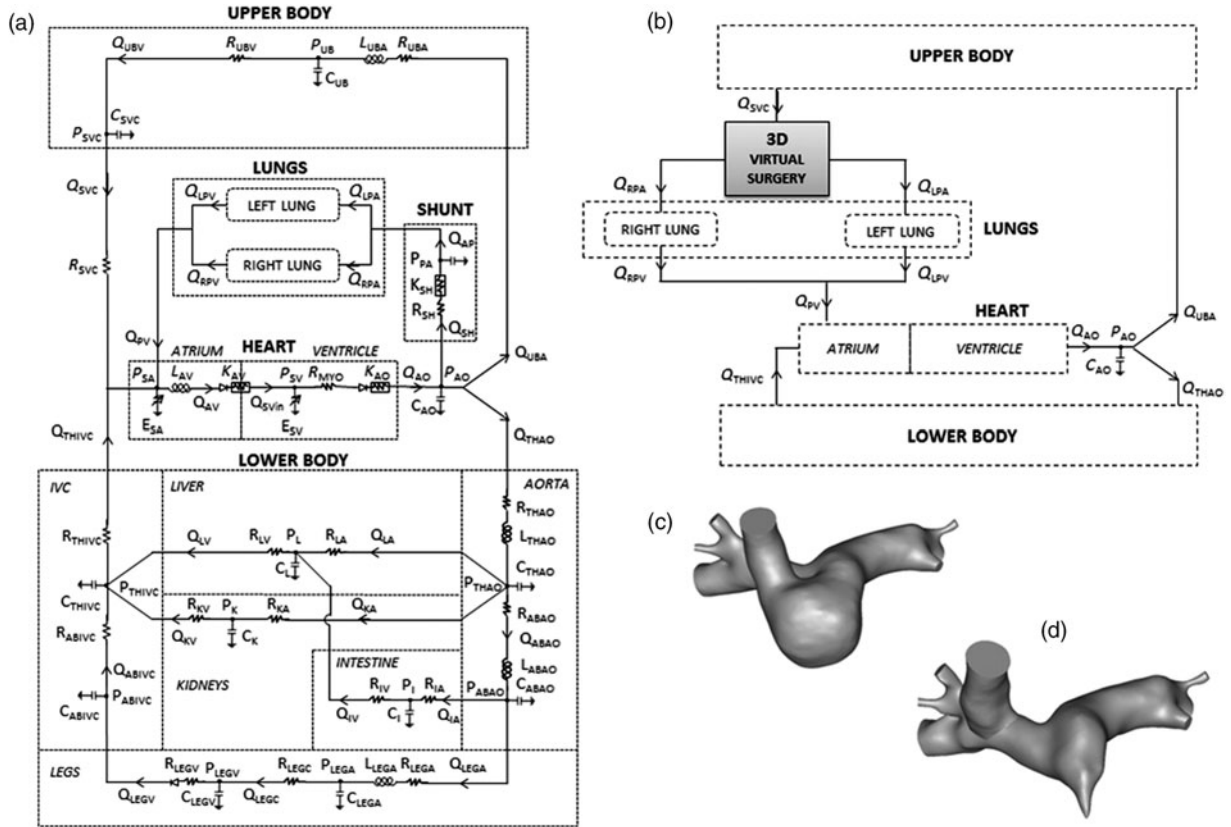 (a)
UPPER BODY
Q_UBV R_UBV P_UB L_UBA R_UBA
C_UB
C_SVC
P_SVC
Q_SVC
LUNGS
Q_LPV LEFT LUNG Q_LPA
SHUNT
RIGHT LUNG
Q_RPV Q_RPA
Q_AP
P_PA
K_SH
R_SH
Q_SH
R_SVC
Q_PV
HEART
ATRIUM VENTRICLE
P_SA L_AV K_AV P_SV R_MYO K_AO Q_AO P_AO
Q_UBA
Q_AV Q_SVin
E_SA E_SV
C_AO
Q_THIVC
Q_THAO
LOWER BODY
IVC LIVER AORTA
R_THAO
L_THAO
R_THIVC
Q_LV R_LV P_L R_LA Q_LA
C_L
P_THIVC P_THAO C_THAO
C_THIVC
R_KV P_K R_KA Q_KA
R_ABAO
R_ABIVC
Q_KV C_K
Q_ABAO
Q_ABIVC
KIDNEYS
INTESTINE
L_ABAO
P_ABIVC
C_ABIVC
R_IV P_I R_IA P_ABAO C_ABAO
Q_IV C_I Q_IA
LEGS
R_LEGV P_LEGV R_LEGC P_LEGA L_LEGA R_LEGA Q_LEGA
Q_LEGV C_LEGV Q_LEGC C_LEGA
(b)
UPPER BODY
Q_SVC
3D
VIRTUAL
SURGERY
Q_RPA Q_LPA
RIGHT LUNG LEFT LUNG
LUNGS
Q_RPV Q_LPV
Q_PV
HEART
Q_UBA
ATRIUM VENTRICLE
Q_AO P_AO
C_AO
Q_THIVC
Q_THAO
LOWER BODY
(c)
(d)